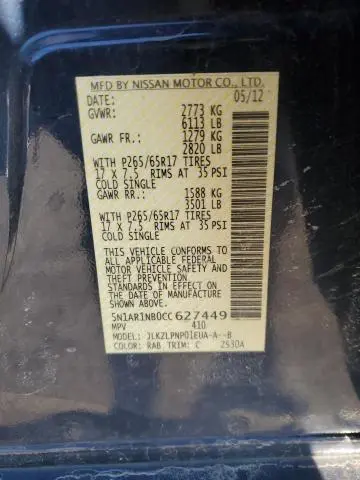 MFD BY NISSAN MOTOR CO., LTD.
DATE: 05/12
GVWR: 2773 KG
6113 LB
GAWR FR.: 1279 KG
2820 LB
WITH P265/65R17 TIRES
17 X 7.5 RIMS AT 35 PSI
COLD SINGLE
GAWR RR.: 1588 KG
3501 LB
WITH P265/65R17 TIRES
17 X 7.5 RIMS AT 35 PSI
COLD SINGLE
THIS VEHICLE CONFORMS TO
ALL APPLICABLE FEDERAL
MOTOR VEHICLE SAFETY
STANDARDS IN EFFECT ON
THE DATE OF MANUFACTURE
SHOWN ABOVE.
5N1AR1NB0CC627449
MPV 410
MODEL: JLKZLPNP01EUA-A--B
COLOR: RAB TRIM: C 2530A